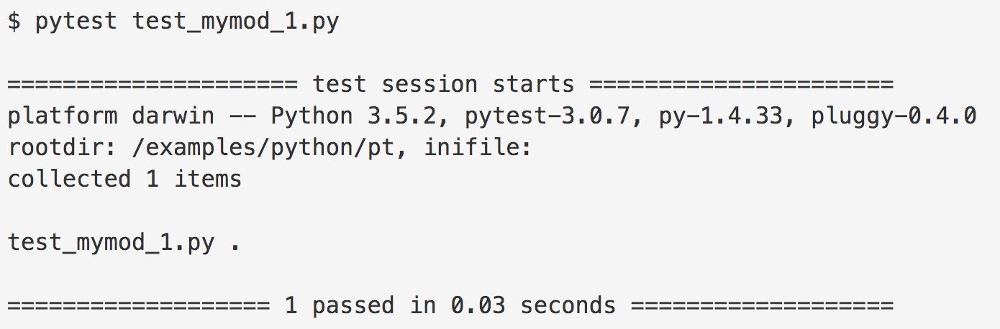 $ pytest test_mymod_1.py
===================== test session starts ======================
platform darwin -- Python 3.5.2, pytest-3.0.7, py-1.4.33, pluggy-0.4.0
rootdir: /examples/python/pt, inifile:
collected 1 items
test_mymod_1.py .
=================== 1 passed in 0.03 seconds ===================